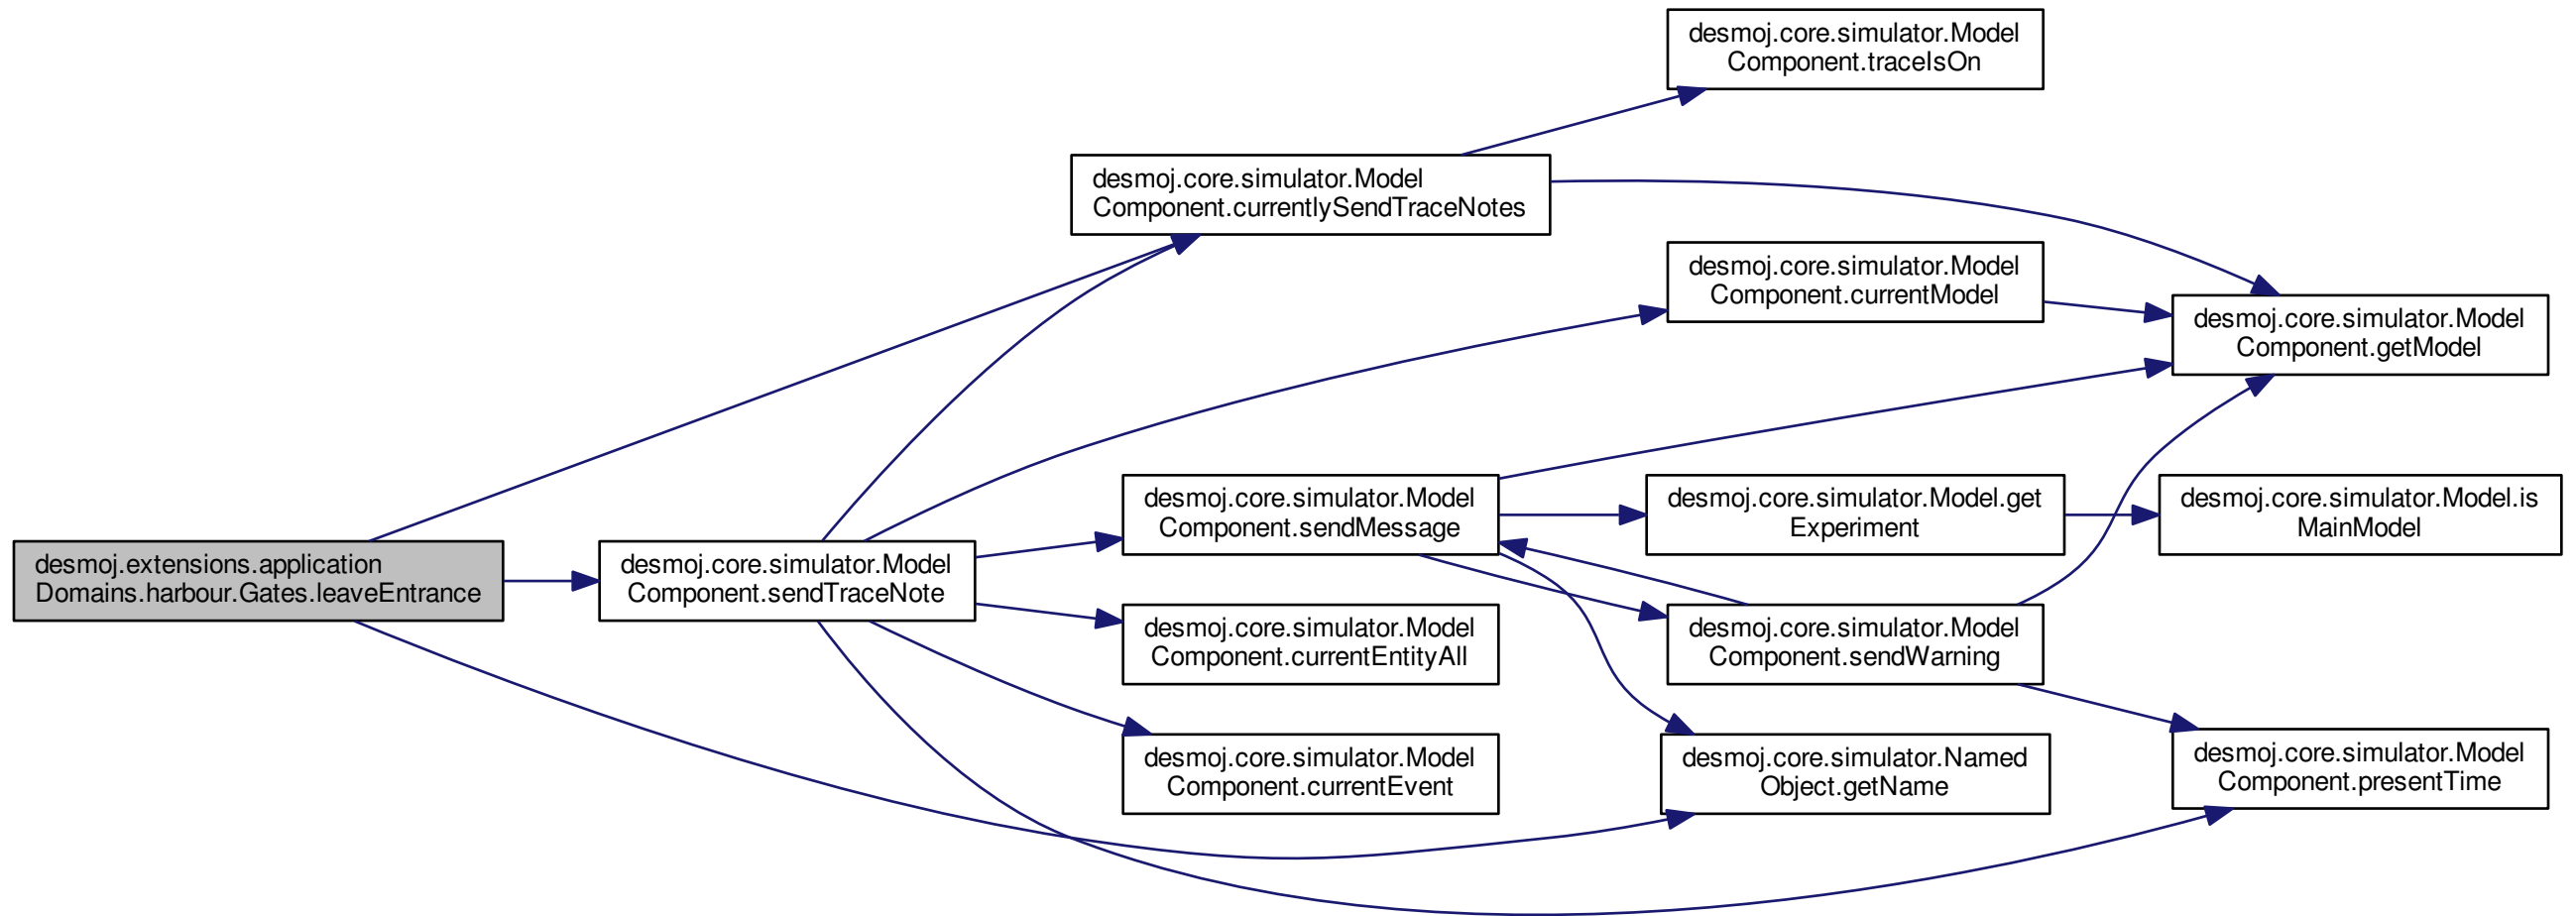 desmoj.core.simulator.Model
Component.traceIsOn
desmoj.core.simulator.Model
Component.currentlySendTraceNotes
desmoj.core.simulator.Model
Component.currentModel
desmoj.core.simulator.Model
Component.getModel
desmoj.core.simulator.Model
Component.sendMessage
desmoj.core.simulator.Model.get
Experiment
desmoj.core.simulator.Model.is
MainModel
desmoj.extensions.application
Domains.harbour.Gates.leaveEntrance
desmoj.core.simulator.Model
Component.sendTraceNote
desmoj.core.simulator.Model
Component.currentEntityAll
desmoj.core.simulator.Model
Component.sendWarning
desmoj.core.simulator.Model
Component.currentEvent
desmoj.core.simulator.Named
Object.getName
desmoj.core.simulator.Model
Component.presentTime